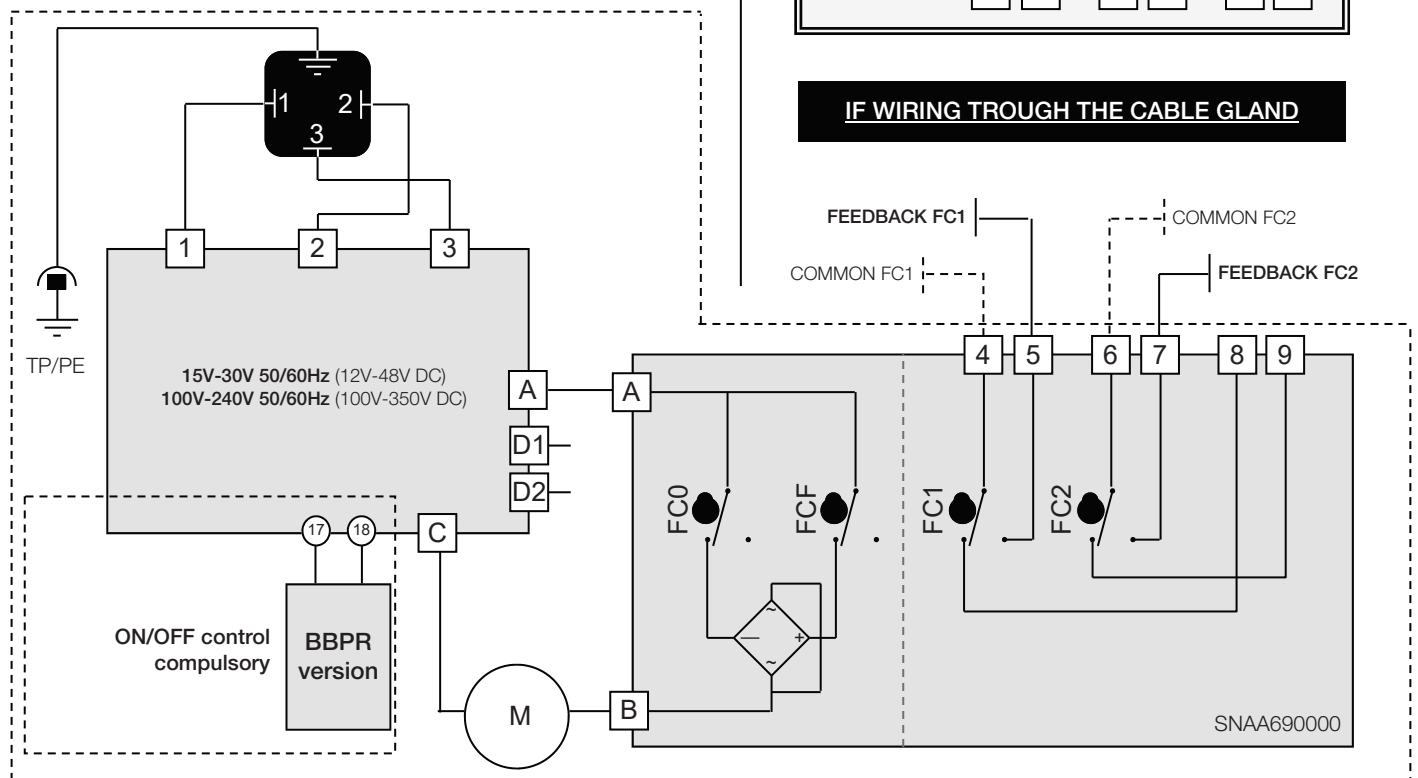 1
2
3
IF WIRING TROUGH THE CABLE GLAND
FEEDBACK FC1
COMMON FC2
COMMON FC1
FEEDBACK FC2
1
2
3
4
5
6
7
8
9
TP/PE
15V-30V 50/60Hz (12V-48V DC)
100V-240V 50/60Hz (100V-350V DC)
A
A
D1
D2
FC0
FCF
FC1
FC2
17
18
C
~
— +
~
ON/OFF control
compulsory
BBPR
version
M
B
SNAA690000